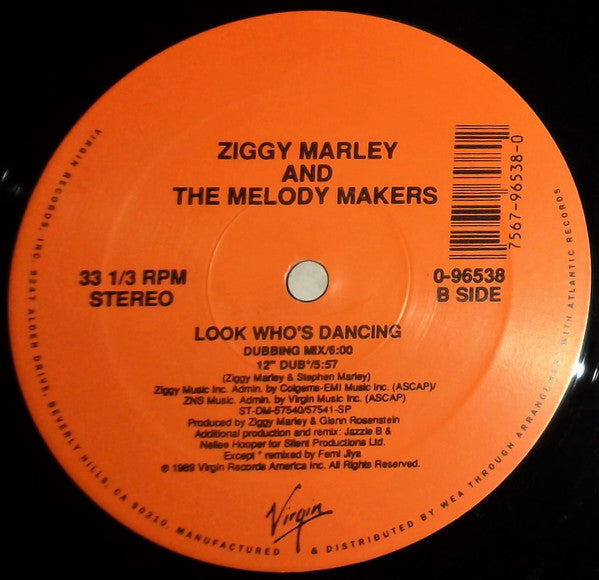 ZIGGY MARLEY
AND
THE MELODY MAKERS
7567-96538-0
33 1/3 RPM
STEREO
0-96538
B SIDE
LOOK WHO'S DANCING
DUBBING MIX/6:00
12" DUB*/5:57
(Ziggy Marley & Stephen Marley)
Ziggy Music Inc. Admin. by Colgems-EMI Music Inc. (ASCAP)/
ZNS Music. Admin. by Virgin Music Inc. (ASCAP)
ST-DM-57540/57541-SP
Produced by Ziggy Marley & Glenn Rosenstein
Additional production and remix: Jazzie B &
Nellee Hooper for Silent Productions Ltd.
Except * remixed by Femi Jiya
℗ 1989 Virgin Records America Inc. All Rights Reserved.
Virgin
VIRGIN RECORDS, INC. 9247 ALDEN DRIVE, BEVERLY HILLS, CA 90210. MANUFACTURED & DISTRIBUTED BY WEA THROUGH ARRANGEMENT WITH ATLANTIC RECORDS